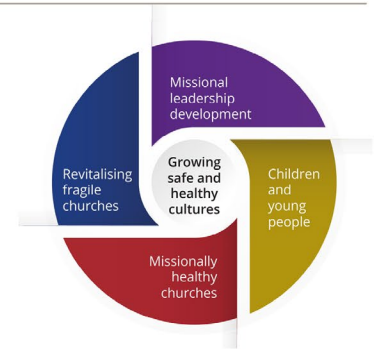 Missional
leadership
development
Revitalising
fragile
churches
Growing
safe and
healthy
cultures
Children
and
young
people
Missionally
healthy
churches